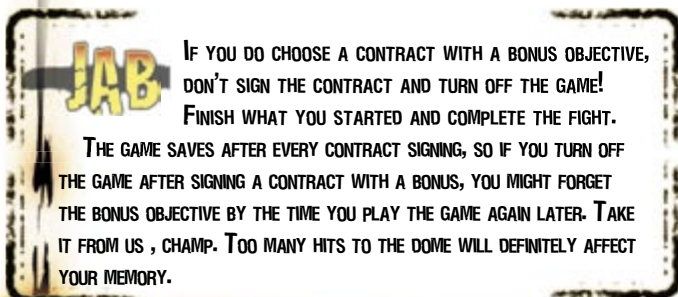 JAB
IF YOU DO CHOOSE A CONTRACT WITH A BONUS OBJECTIVE,
DON'T SIGN THE CONTRACT AND TURN OFF THE GAME!
FINISH WHAT YOU STARTED AND COMPLETE THE FIGHT.
THE GAME SAVES AFTER EVERY CONTRACT SIGNING, SO IF YOU TURN OFF
THE GAME AFTER SIGNING A CONTRACT WITH A BONUS, YOU MIGHT FORGET
THE BONUS OBJECTIVE BY THE TIME YOU PLAY THE GAME AGAIN LATER. TAKE
IT FROM US , CHAMP. TOO MANY HITS TO THE DOME WILL DEFINITELY AFFECT
YOUR MEMORY.